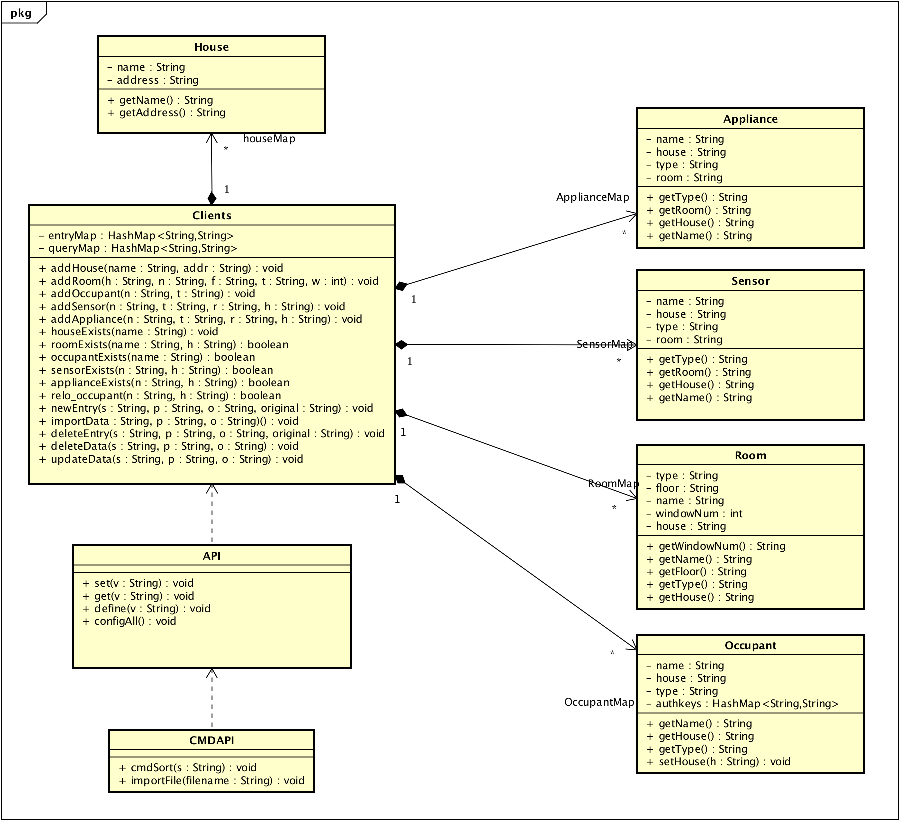 pkg
House
- name : String
- address : String
+ getName() : String
+ getAddress() : String
houseMap
*
1
Clients
- entryMap : HashMap<String,String>
- queryMap : HashMap<String,String>
+ addHouse(name : String, addr : String) : void
+ addRoom(h : String, n : String, f : String, t : String, w : int) : void
+ addOccupant(n : String, t : String) : void
+ addSensor(n : String, t : String, r : String, h : String) : void
+ addAppliance(n : String, t : String, r : String, h : String) : void
+ houseExists(name : String) : void
+ roomExists(name : String, h : String) : boolean
+ occupantExists(name : String) : boolean
+ sensorExists(n : String, h : String) : boolean
+ applianceExists(n : String, h : String) : boolean
+ relo_occupant(n : String, h : String) : boolean
+ newEntry(s : String, p : String, o : String, original : String) : void
+ importData : String, p : String, o : String)() : void
+ deleteEntry(s : String, p : String, o : String, original : String) : void
+ deleteData(s : String, p : String, o : String) : void
+ updateData(s : String, p : String, o : String) : void
API
+ set(v : String) : void
+ get(v : String) : void
+ define(v : String) : void
+ configAll() : void
CMDAPI
+ cmdSort(s : String) : void
+ importFile(filename : String) : void
ApplianceMap
*
1
Appliance
- name : String
- house : String
- type : String
- room : String
+ getType() : String
+ getRoom() : String
+ getHouse() : String
+ getName() : String
SensorMap
*
1
Sensor
- name : String
- house : String
- type : String
- room : String
+ getType() : String
+ getRoom() : String
+ getHouse() : String
+ getName() : String
RoomMap
*
1
Room
- type : String
- floor : String
- name : String
- windowNum : int
- house : String
+ getWindowNum() : String
+ getName() : String
+ getFloor() : String
+ getType() : String
+ getHouse() : String
1
*
OccupantMap
Occupant
- name : String
- house : String
- type : String
- authkeys : HashMap<String,String>
+ getName() : String
+ getHouse() : String
+ getType() : String
+ setHouse(h : String) : void